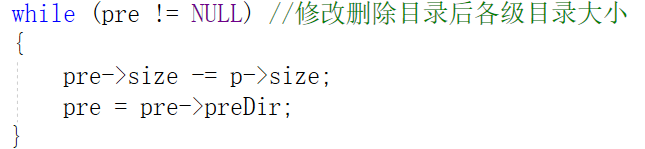 while (pre != NULL) //修改删除目录后各级目录大小
{
    pre->size -= p->size;
    pre = pre->preDir;
}